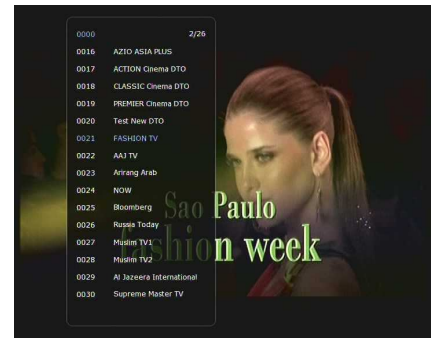 0000 2/26
0016 AZIO ASIA PLUS
0017 ACTION Cinema DTO
0018 CLASSIC Cinema DTO
0019 PREMIER Cinema DTO
0020 Test New DTO
0021 FASHION TV
0022 AAJ TV
0023 Arirang Arab
0024 NOW
0025 Bloomberg
0026 Russia Today
0027 Muslim TV1
0028 Muslim TV2
0029 Al Jazeera International
0030 Supreme Master TV
Sao Paulo
fashion week